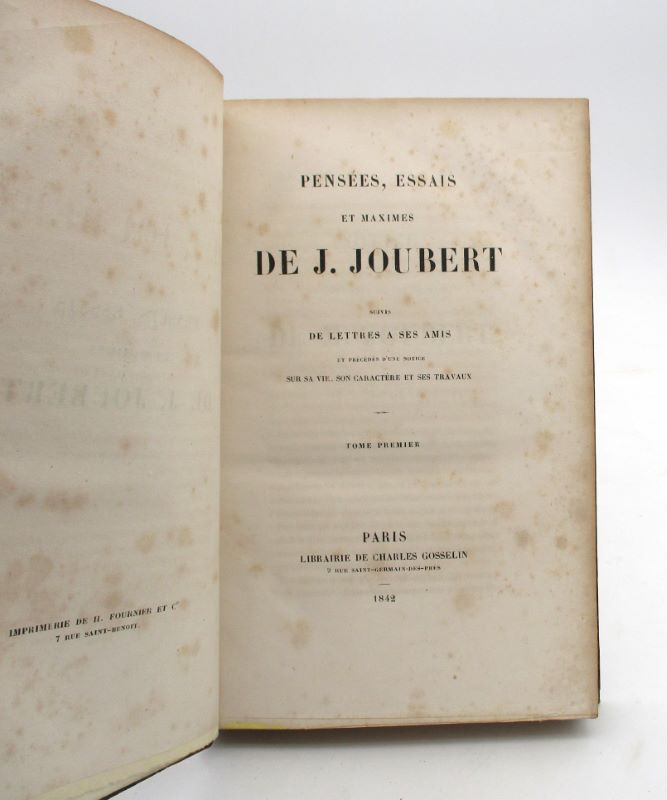 IMPRIMERIE DE H. FOURNIER ET Cᵉ
7 RUE SAINT-BENOIT.
PENSÉES, ESSAIS
ET MAXIMES
DE J. JOUBERT
SUIVIS
DE LETTRES A SES AMIS
ET PRÉCÉDÉS D'UNE NOTICE
SUR SA VIE, SON CARACTÈRE ET SES TRAVAUX
TOME PREMIER
PARIS
LIBRAIRIE DE CHARLES GOSSELIN
9 RUE SAINT-GERMAIN-DES-PRÉS
1842